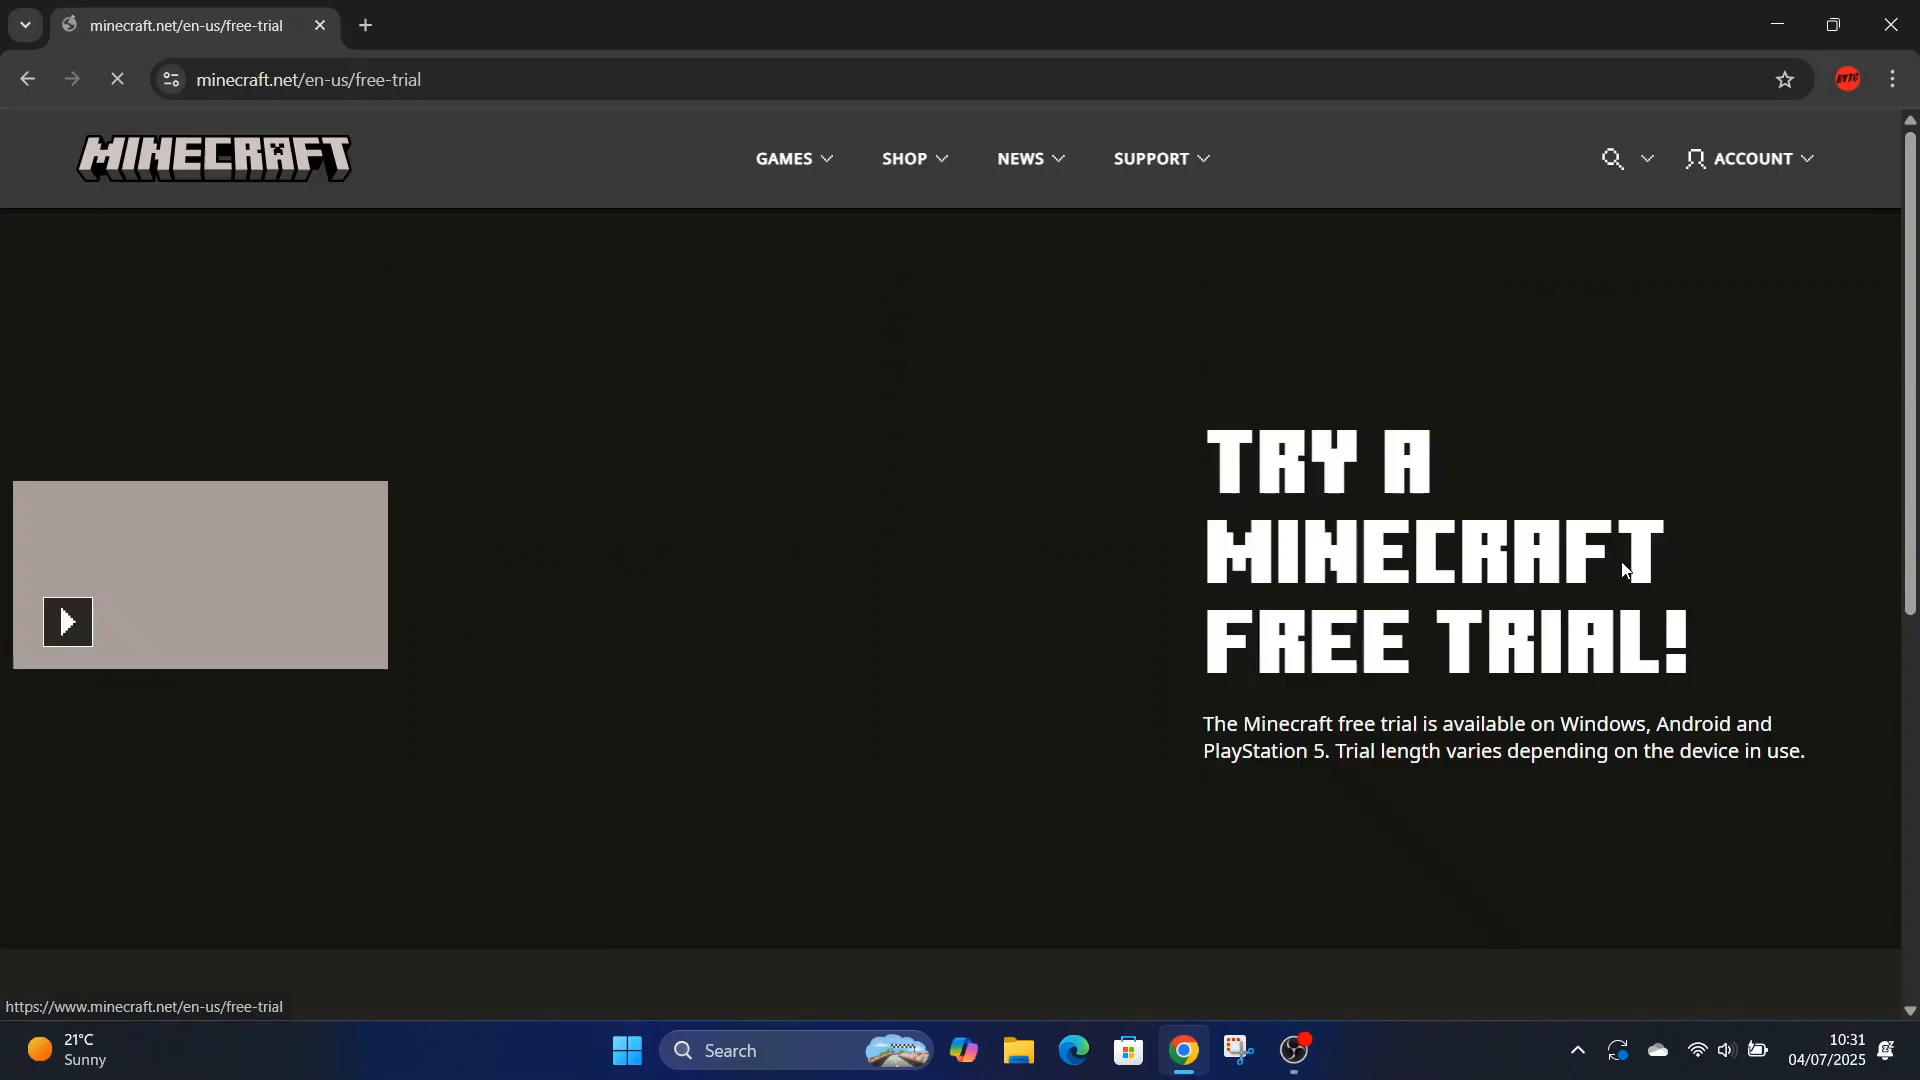 minecraft.net/en-us/free-trial
minecraft.net/en-us/free-trial
MINECRAFT
GAMES
SHOP
NEWS
SUPPORT
ACCOUNT
TRY A
MINECRAFT
FREE TRIAL!
The Minecraft free trial is available on Windows, Android and
PlayStation 5. Trial length varies depending on the device in use.
https://www.minecraft.net/en-us/free-trial
21°C
Sunny
Search
10:31
04/07/2025